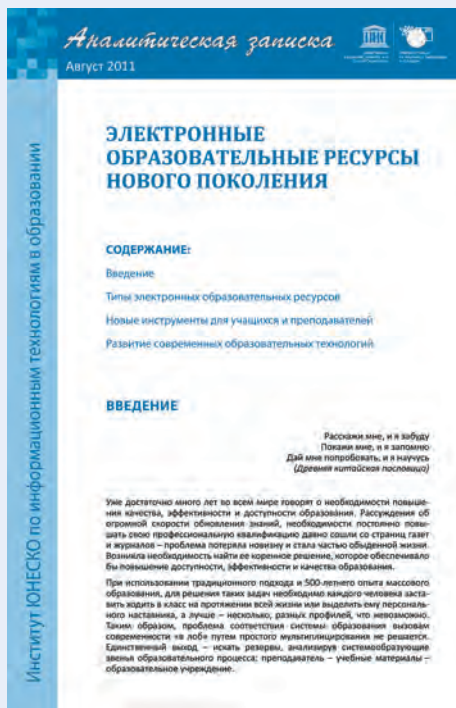 Аналитическая записка
Август 2011
Институт ЮНЕСКО по информационным технологиям в образовании
ЭЛЕКТРОННЫЕ
ОБРАЗОВАТЕЛЬНЫЕ РЕСУРСЫ
НОВОГО ПОКОЛЕНИЯ
СОДЕРЖАНИЕ:
Введение
Типы электронных образовательных ресурсов
Новые инструменты для учащихся и преподавателей
Развитие современных образовательных технологий
ВВЕДЕНИЕ
Расскажи мне, и я забуду
Покажи мне, и я запомню
Дай мне попробовать, и я научусь
(Древняя китайская пословица)
Уже достаточно много лет во всем мире говорят о необходимости повыше-
ния качества, эффективности и доступности образования. Рассуждения об
огромной скорости обновления знаний, необходимости постоянно повы-
шать свою профессиональную квалификацию давно сошли со страниц газет
и журналов – проблема потеряла новизну и стала частью обыденной жизни.
Возникла необходимость найти ее коренное решение, которое обеспечивало
бы повышение доступности, эффективности и качества образования.
При использовании традиционного подхода и 500-летнего опыта массового
образования, для решения таких задач необходимо каждого человека заста-
вить ходить в класс на протяжении всей жизни или выделить ему персональ-
ного наставника, а лучше – несколько, разных профилей, что невозможно.
Таким образом, проблема соответствия системы образования вызовам
современности «в лоб» путем простого мультиплицирования не решается.
Единственный выход – искать резервы, анализируя системообразующие
звенья образовательного процесса: преподаватель – учебные материалы –
образовательное учреждение.